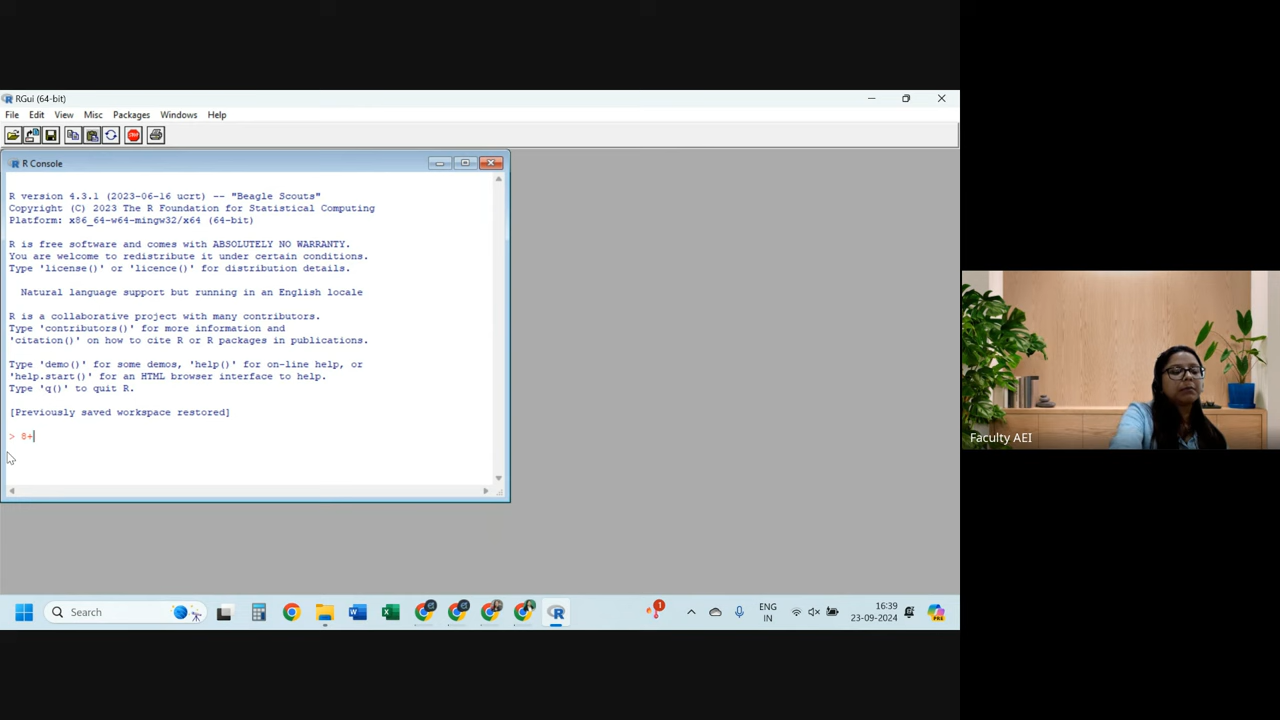 RGui (64-bit)
File Edit View Misc Packages Windows Help
STOP
R Console
R version 4.3.1 (2023-06-16 ucrt) -- "Beagle Scouts"
Copyright (C) 2023 The R Foundation for Statistical Computing
Platform: x86_64-w64-mingw32/x64 (64-bit)
R is free software and comes with ABSOLUTELY NO WARRANTY.
You are welcome to redistribute it under certain conditions.
Type 'license()' or 'licence()' for distribution details.
Natural language support but running in an English locale
R is a collaborative project with many contributors.
Type 'contributors()' for more information and
'citation()' on how to cite R or R packages in publications.
Type 'demo()' for some demos, 'help()' for on-line help, or
'help.start()' for an HTML browser interface to help.
Type 'q()' to quit R.
[Previously saved workspace restored]
> 8+
Faculty AEI
Search
1
ENG
IN
16:39
23-09-2024
PRE